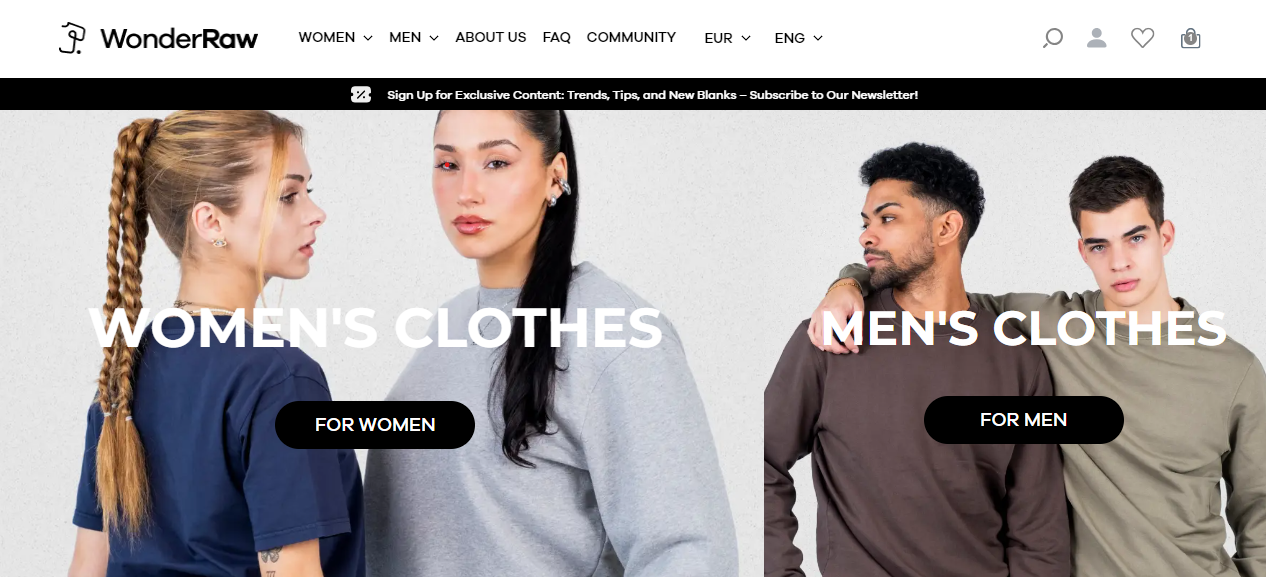 WonderRaw
WOMEN MEN ABOUT US FAQ COMMUNITY EUR ENG
1
Sign Up for Exclusive Content: Trends, Tips, and New Blanks – Subscribe to Our Newsletter!
WOMEN'S CLOTHES
FOR WOMEN
MEN'S CLOTHES
FOR MEN